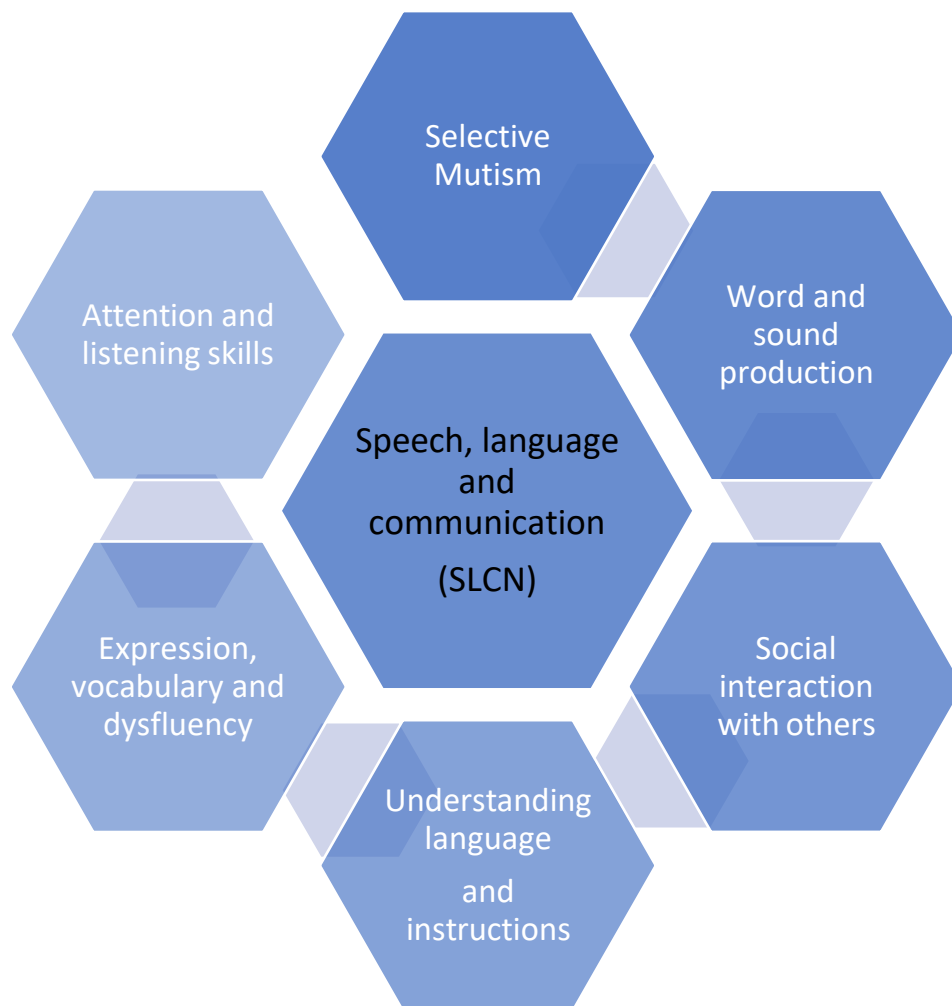 Selective
Mutism
Attention and
listening skills
Word and
sound
production
Speech, language
and
communication
(SLCN)
Expression,
vocabulary and
dysfluency
Social
interaction
with others
Understanding
language
and
instructions